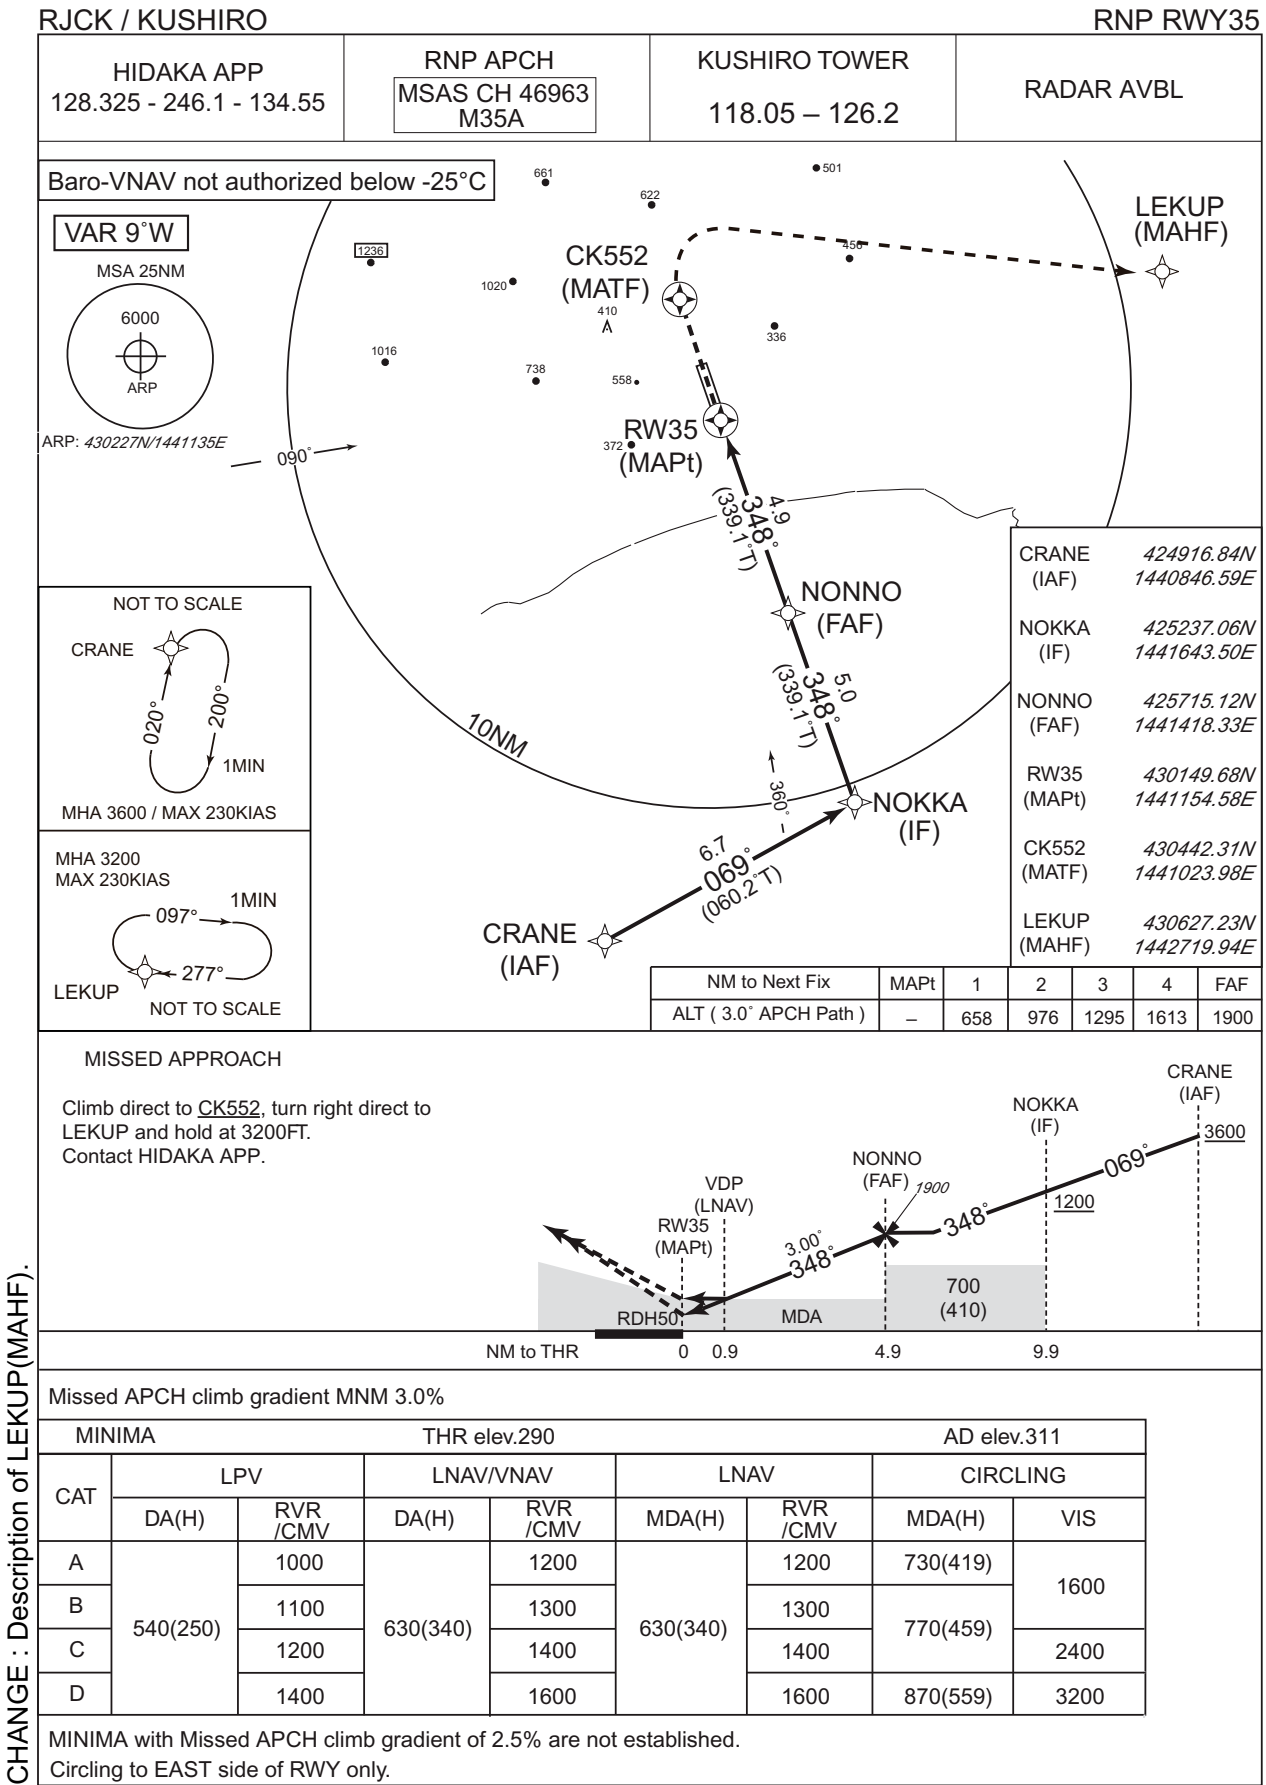 RJCK / KUSHIRO
RNP RWY35
HIDAKA APP
128.325 - 246.1 - 134.55
RNP APCH
MSAS CH 46963
M35A
KUSHIRO TOWER
118.05 – 126.2
RADAR AVBL
Baro-VNAV not authorized below -25°C
VAR 9°W
MSA 25NM
6000
ARP
ARP: 430227N/1441135E
661
501
622
1236
1020
410
456
336
1016
738
558
372
LEKUP
(MAHF)
CK552
(MATF)
RW35
(MAPt)
090°
4.9
348°
(339.1°T)
NONNO
(FAF)
5.0
348°
(339.1°T)
10NM
360°
NOKKA
(IF)
6.7
069°
(060.2°T)
CRANE
(IAF)
NOT TO SCALE
CRANE
020°
200°
1MIN
MHA 3600 / MAX 230KIAS
MHA 3200
MAX 230KIAS
1MIN
097°
277°
LEKUP
NOT TO SCALE
CRANE 424916.84N
(IAF) 1440846.59E
NOKKA 425237.06N
(IF) 1441643.50E
NONNO 425715.12N
(FAF) 1441418.33E
RW35 430149.68N
(MAPt) 1441154.58E
CK552 430442.31N
(MATF) 1441023.98E
LEKUP 430627.23N
(MAHF) 1442719.94E
NM to Next Fix MAPt 1 2 3 4 FAF
ALT ( 3.0° APCH Path ) – 658 976 1295 1613 1900
MISSED APPROACH
Climb direct to CK552, turn right direct to
LEKUP and hold at 3200FT.
Contact HIDAKA APP.
CRANE
(IAF)
3600
NOKKA
(IF)
069°
1200
NONNO
(FAF)
1900
348°
VDP
(LNAV)
RW35
(MAPt)
3.00°
348°
700
(410)
RDH50
MDA
NM to THR 0 0.9 4.9 9.9
Missed APCH climb gradient MNM 3.0%
MINIMA THR elev.290 AD elev.311
CAT LPV LNAV/VNAV LNAV CIRCLING
DA(H) RVR /CMV DA(H) RVR /CMV MDA(H) RVR /CMV MDA(H) VIS
A 540(250) 1000 630(340) 1200 630(340) 1200 730(419) 1600
B 1100 1300 1300 770(459)
C 1200 1400 1400 2400
D 1400 1600 1600 870(559) 3200
MINIMA with Missed APCH climb gradient of 2.5% are not established.
Circling to EAST side of RWY only.
CHANGE : Description of LEKUP(MAHF).